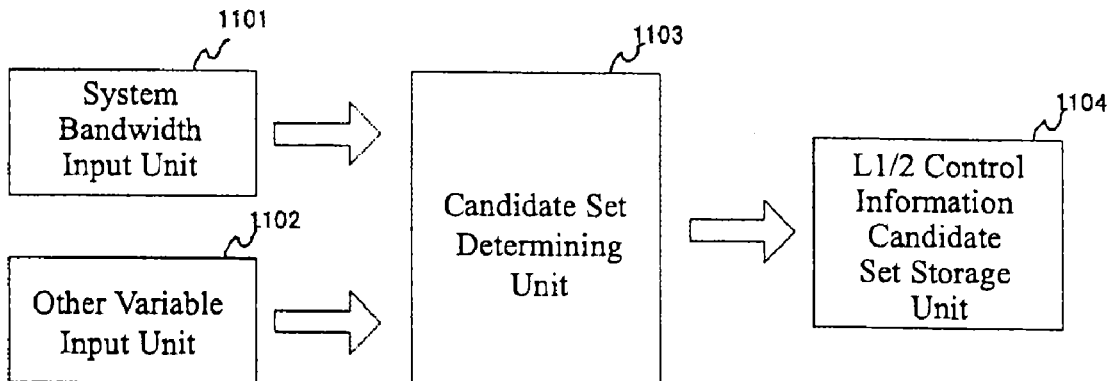 1101
System
Bandwidth
Input Unit
1102
Other Variable
Input Unit
1103
Candidate Set
Determining
Unit
1104
L1/2 Control
Information
Candidate
Set Storage
Unit